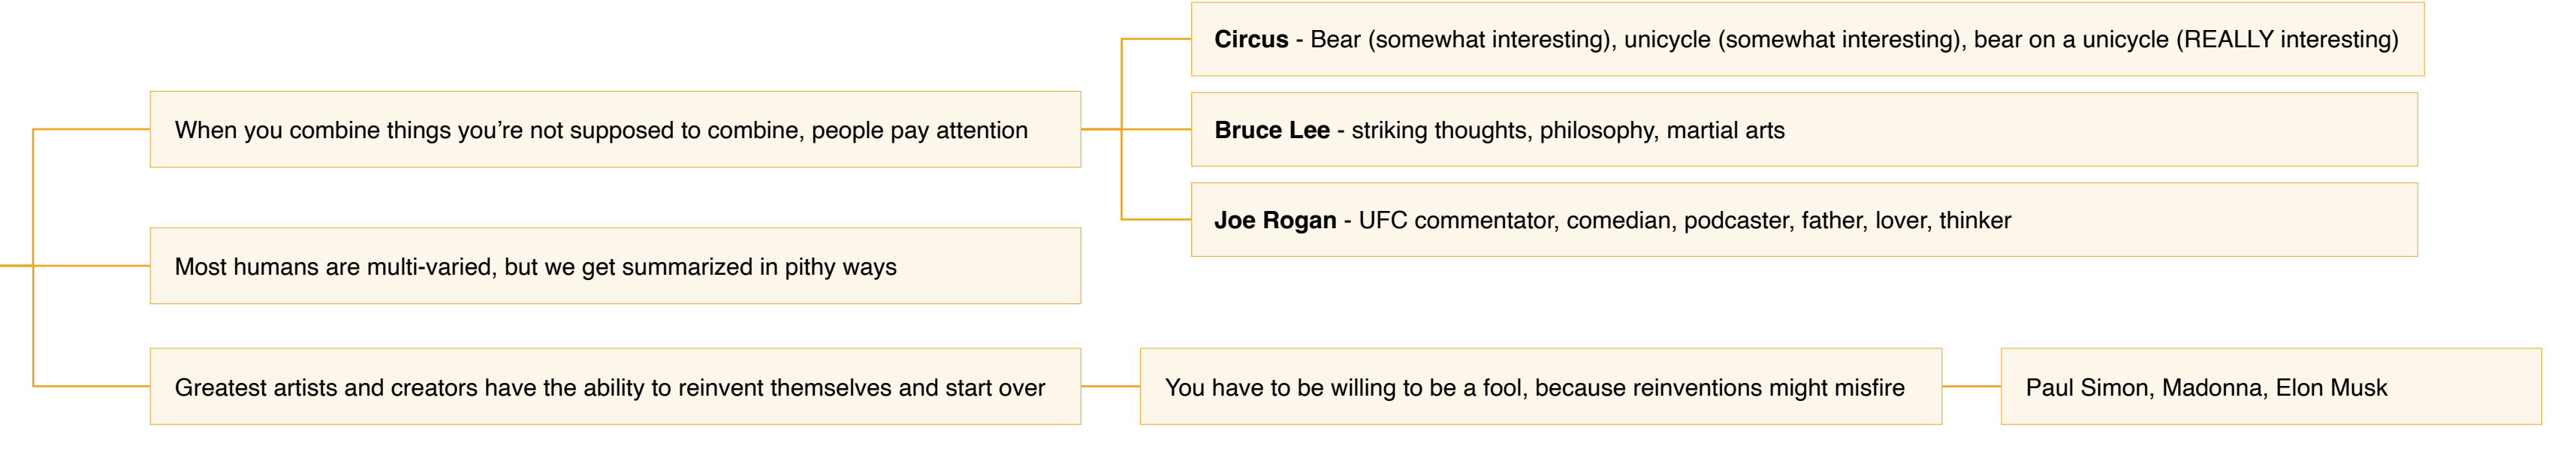 Circus - Bear (somewhat interesting), unicycle (somewhat interesting), bear on a unicycle (REALLY interesting)
When you combine things you’re not supposed to combine, people pay attention
Bruce Lee - striking thoughts, philosophy, martial arts
Joe Rogan - UFC commentator, comedian, podcaster, father, lover, thinker
Most humans are multi-varied, but we get summarized in pithy ways
Greatest artists and creators have the ability to reinvent themselves and start over
You have to be willing to be a fool, because reinventions might misfire
Paul Simon, Madonna, Elon Musk